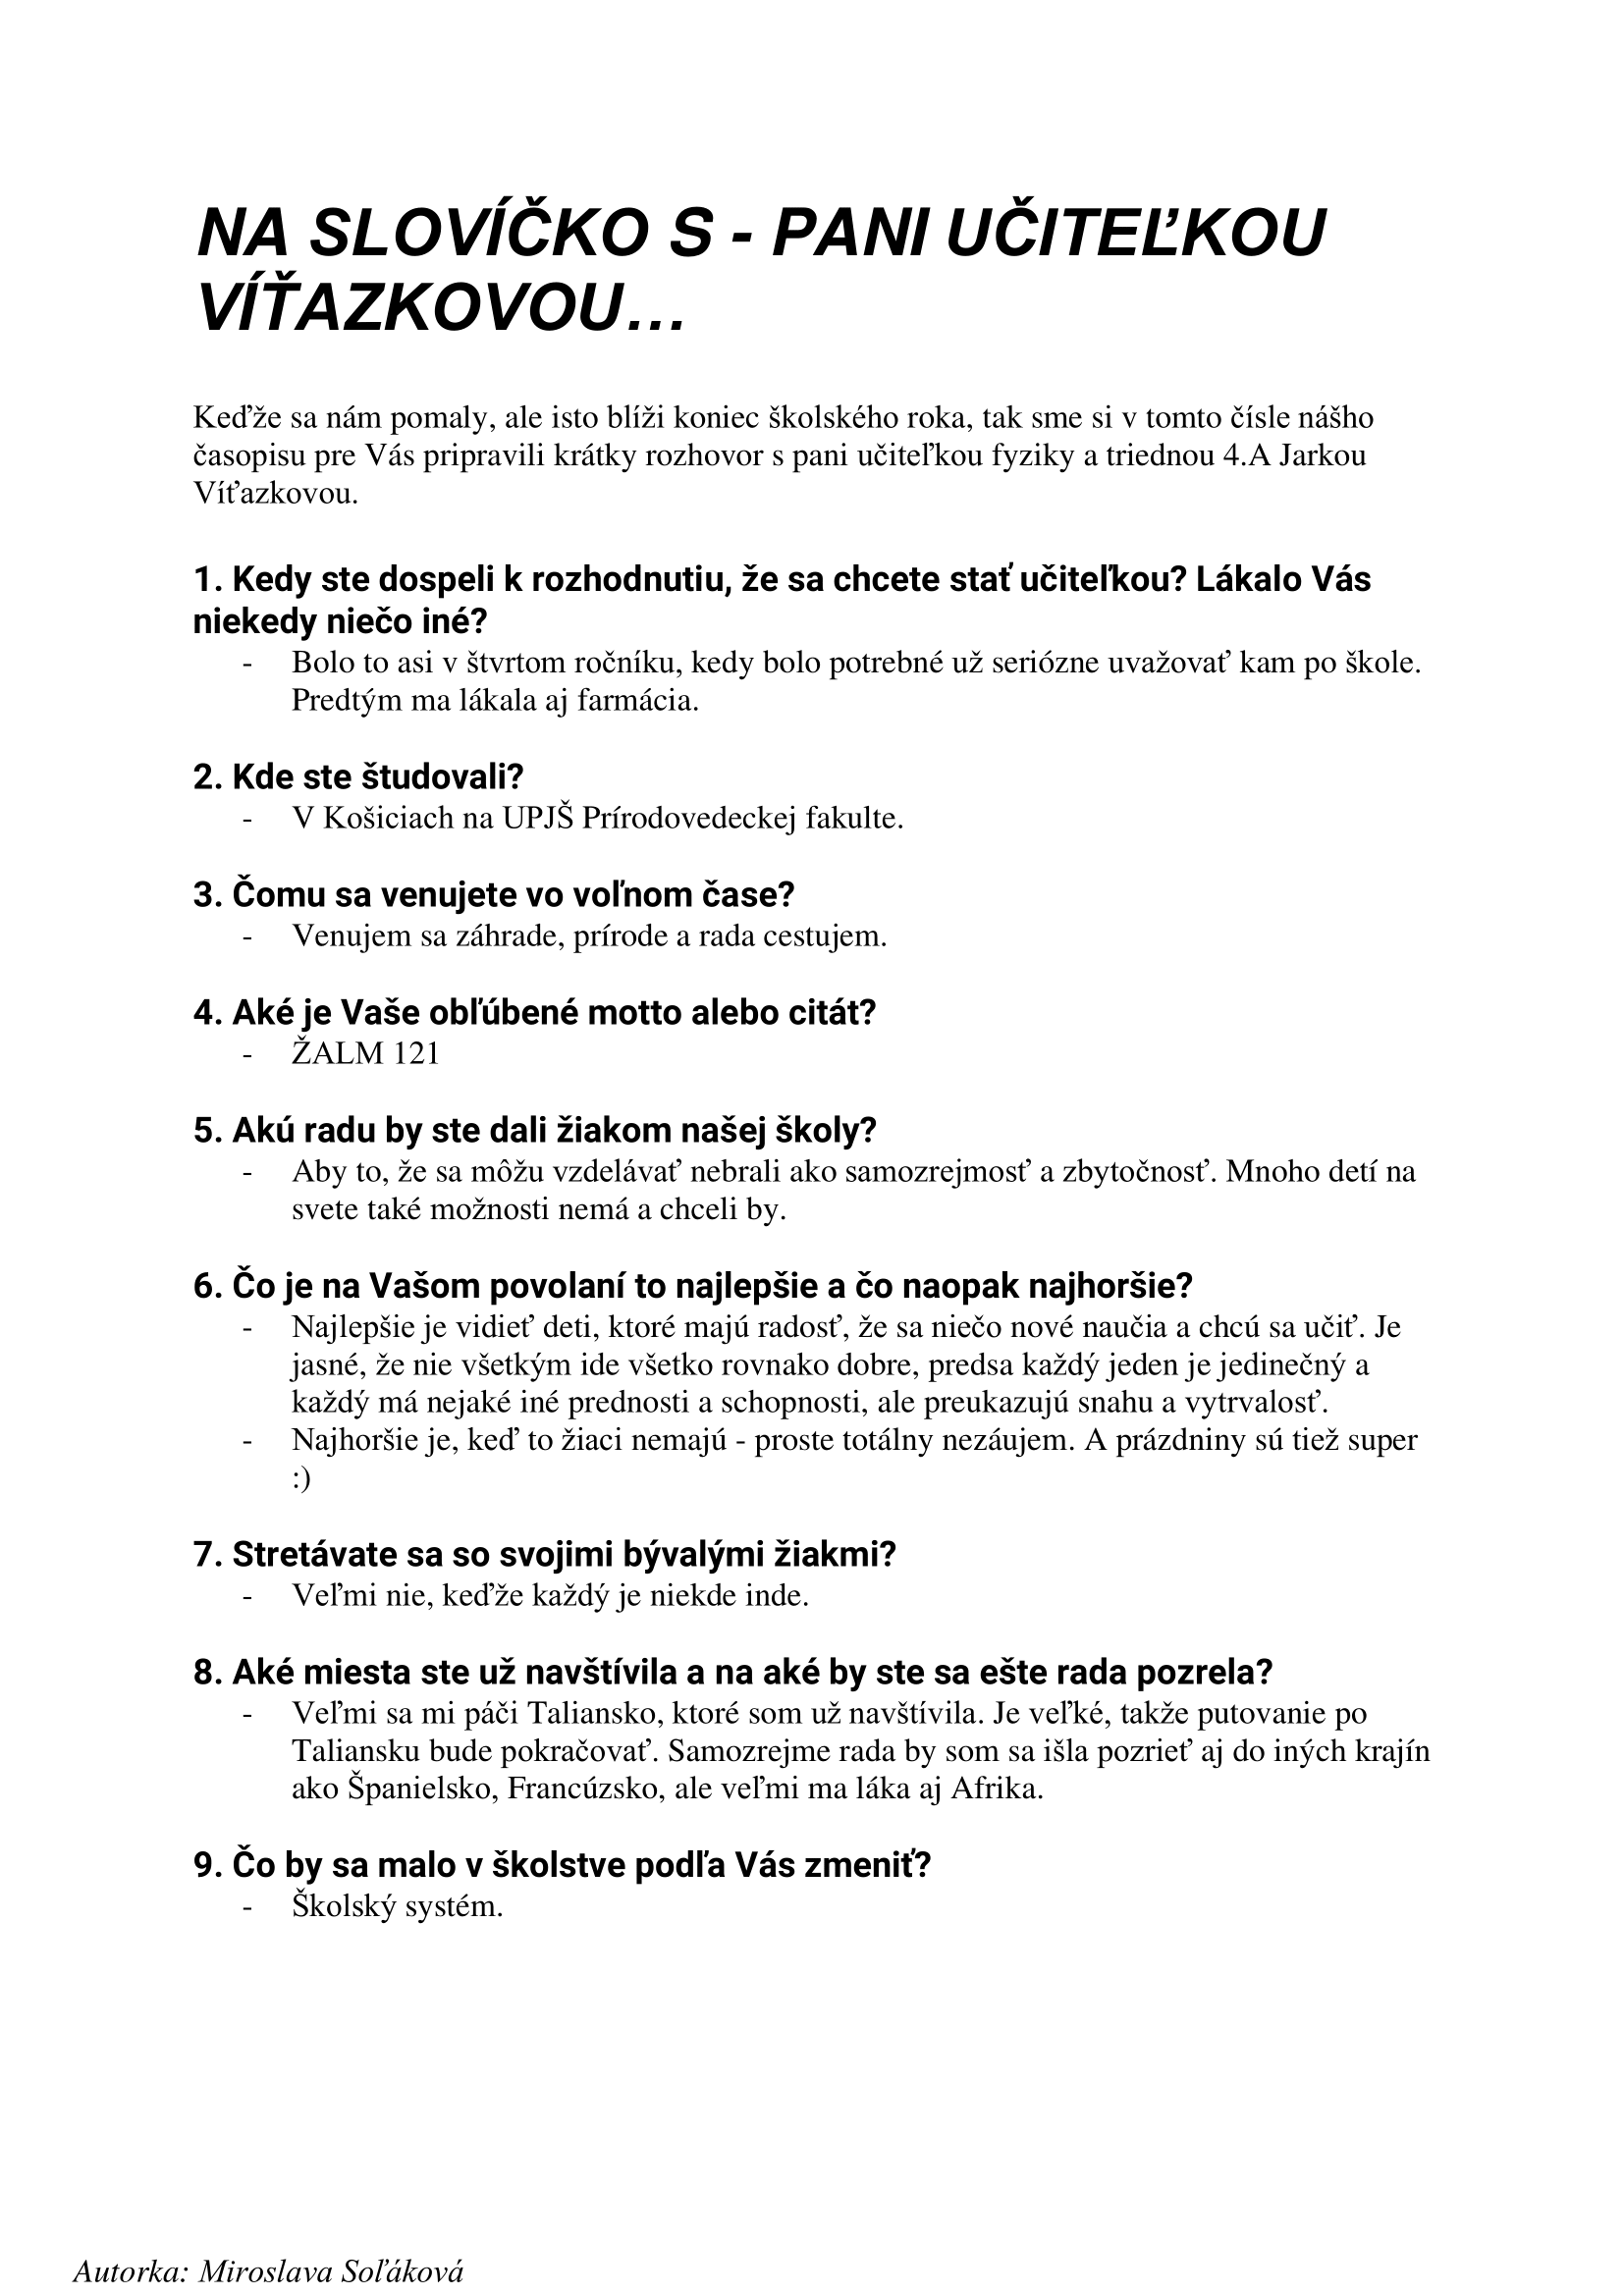 NA SLOVÍČKO S - PANI UČITEĽKOU
VÍŤAZKOVOU…
Keďže sa nám pomaly, ale isto blíži koniec školského roka, tak sme si v tomto čísle nášho
časopisu pre Vás pripravili krátky rozhovor s pani učiteľkou fyziky a triednou 4.A Jarkou
Víťazkovou.
1. Kedy ste dospeli k rozhodnutiu, že sa chcete stať učiteľkou? Lákalo Vás
niekedy niečo iné?
- Bolo to asi v štvrtom ročníku, kedy bolo potrebné už seriózne uvažovať kam po škole.
Predtým ma lákala aj farmácia.
2. Kde ste študovali?
- V Košiciach na UPJŠ Prírodovedeckej fakulte.
3. Čomu sa venujete vo voľnom čase?
- Venujem sa záhrade, prírode a rada cestujem.
4. Aké je Vaše obľúbené motto alebo citát?
- ŽALM 121
5. Akú radu by ste dali žiakom našej školy?
- Aby to, že sa môžu vzdelávať nebrali ako samozrejmosť a zbytočnosť. Mnoho detí na
svete také možnosti nemá a chceli by.
6. Čo je na Vašom povolaní to najlepšie a čo naopak najhoršie?
- Najlepšie je vidieť deti, ktoré majú radosť, že sa niečo nové naučia a chcú sa učiť. Je
jasné, že nie všetkým ide všetko rovnako dobre, predsa každý jeden je jedinečný a
každý má nejaké iné prednosti a schopnosti, ale preukazujú snahu a vytrvalosť.
- Najhoršie je, keď to žiaci nemajú - proste totálny nezáujem. A prázdniny sú tiež super
:)
7. Stretávate sa so svojimi bývalými žiakmi?
- Veľmi nie, keďže každý je niekde inde.
8. Aké miesta ste už navštívila a na aké by ste sa ešte rada pozrela?
- Veľmi sa mi páči Taliansko, ktoré som už navštívila. Je veľké, takže putovanie po
Taliansku bude pokračovať. Samozrejme rada by som sa išla pozrieť aj do iných krajín
ako Španielsko, Francúzsko, ale veľmi ma láka aj Afrika.
9. Čo by sa malo v školstve podľa Vás zmeniť?
- Školský systém.
Autorka: Miroslava Soľáková